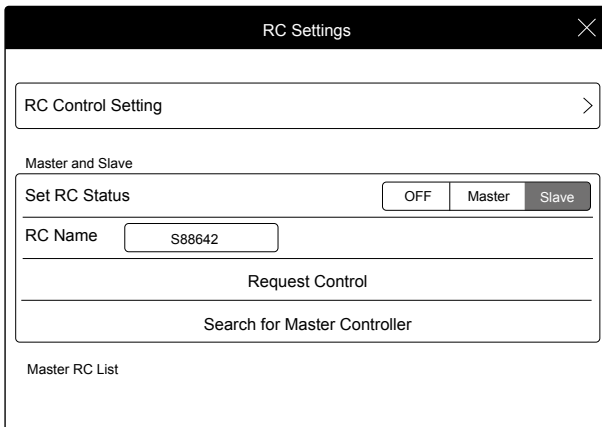 RC Settings
RC Control Setting
Master and Slave
Set RC Status OFF Master Slave
RC Name S88642
Request Control
Search for Master Controller
Master RC List